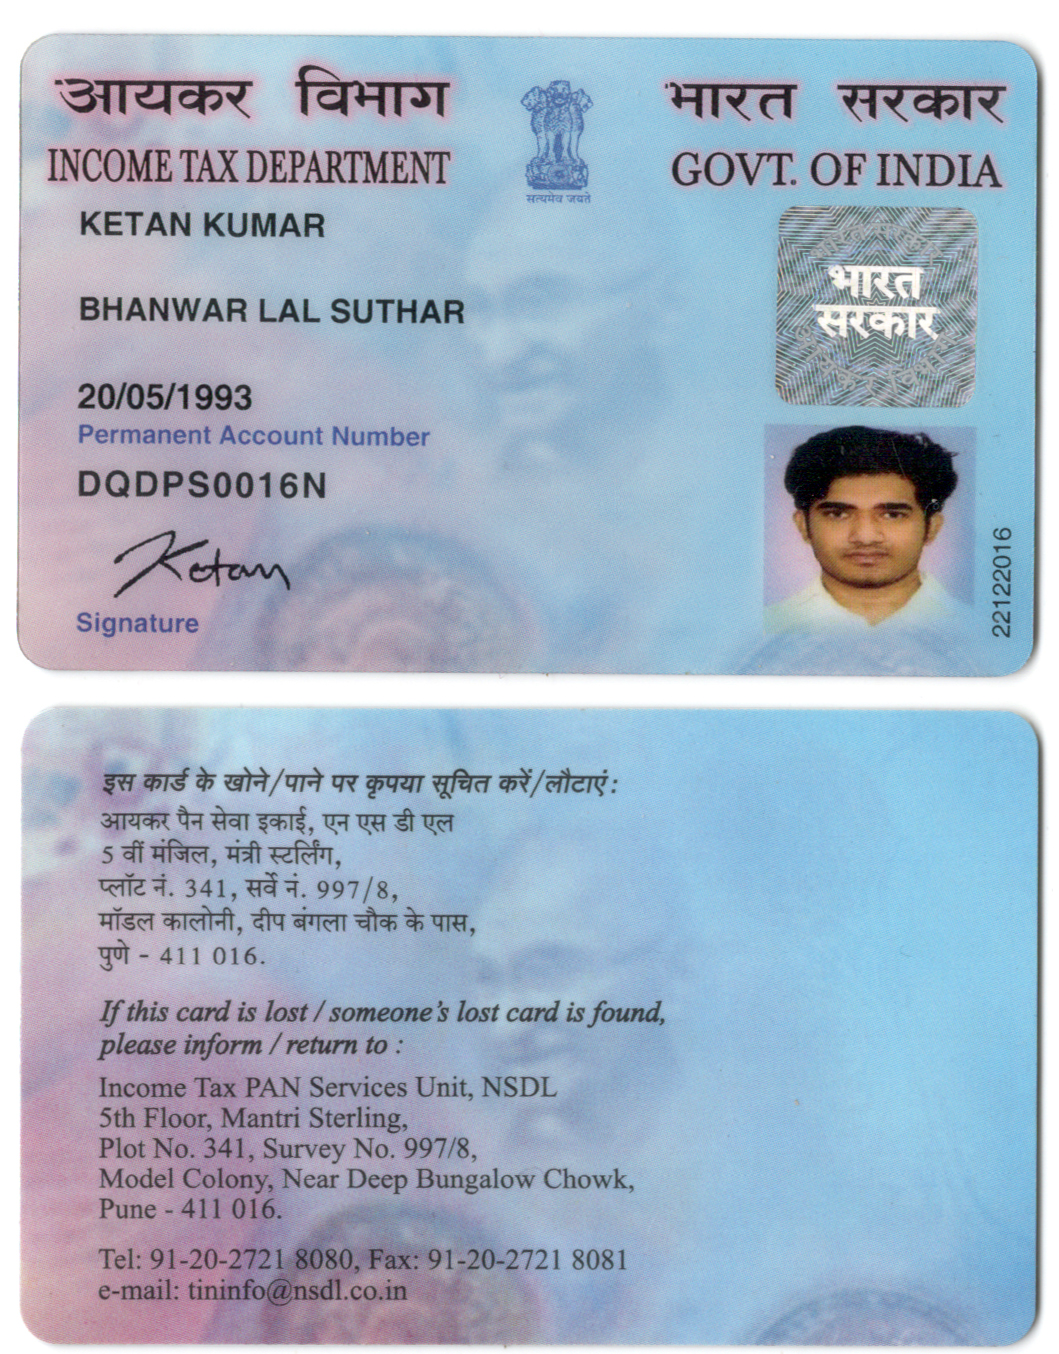 आयकर विभाग
INCOME TAX DEPARTMENT
सत्यमेव जयते
भारत सरकार
GOVT. OF INDIA
KETAN KUMAR
BHANWAR LAL SUTHAR
20/05/1993
Permanent Account Number
DQDPS0016N
Ketan
Signature
भारत
सरकार
22122016
इस कार्ड के खोने/पाने पर कृपया सूचित करें/लौटाएं:
आयकर पैन सेवा इकाई, एन एस डी एल
5 वीं मंजिल, मंत्री स्टर्लिंग,
प्लॉट नं. 341, सर्वे नं. 997/8,
मॉडल कालोनी, दीप बंगला चौक के पास,
पुणे - 411 016.
If this card is lost / someone's lost card is found,
please inform / return to :
Income Tax PAN Services Unit, NSDL
5th Floor, Mantri Sterling,
Plot No. 341, Survey No. 997/8,
Model Colony, Near Deep Bungalow Chowk,
Pune - 411 016.
Tel: 91-20-2721 8080, Fax: 91-20-2721 8081
e-mail: tininfo@nsdl.co.in